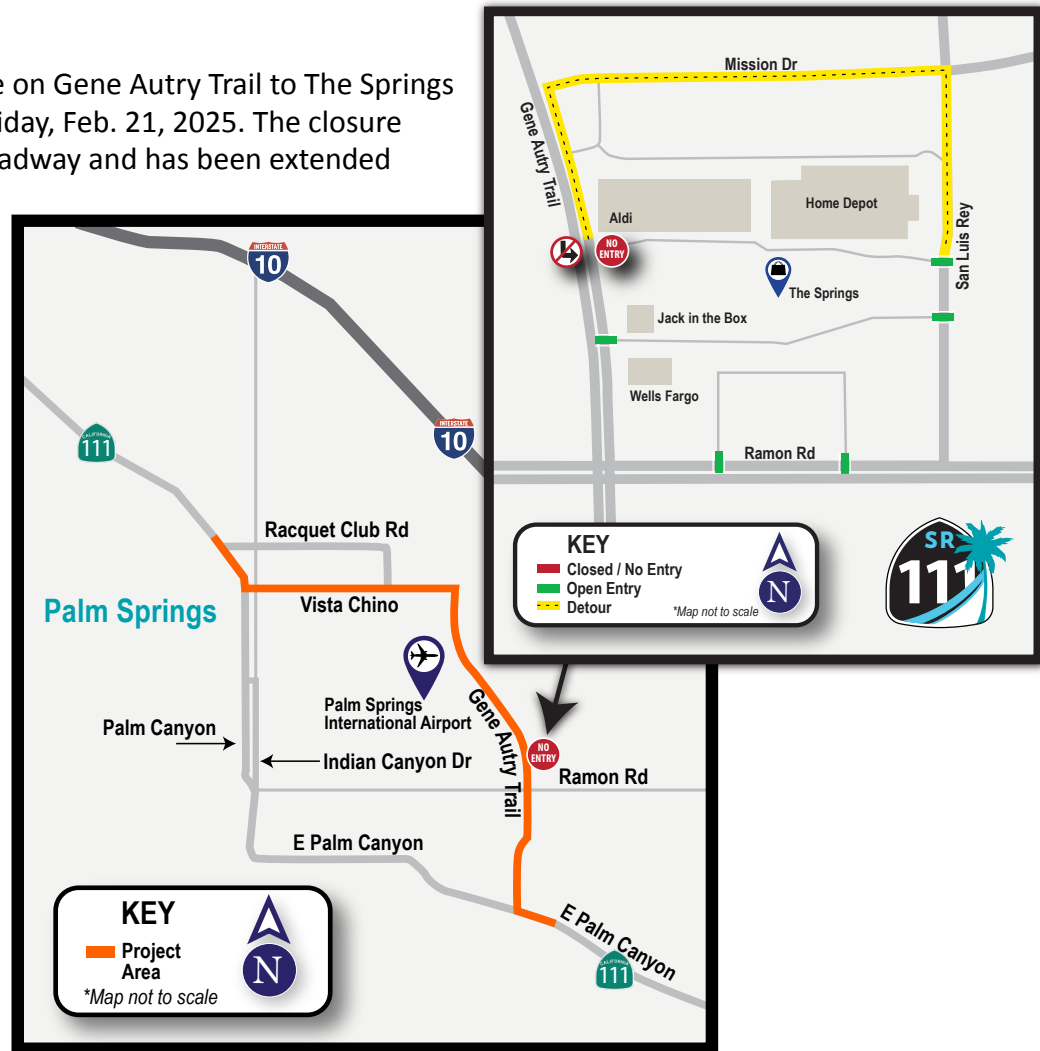 e on Gene Autry Trail to The Springs
iday, Feb. 21, 2025. The closure
adway and has been extended
Mission Dr
Gene Autry Trail
San Luis Rey
Aldi
Home Depot
NO
ENTRY
The Springs
Jack in the Box
Wells Fargo
Ramon Rd
KEY
Closed / No Entry
Open Entry
Detour
*Map not to scale
N
SR
111
INTERSTATE
10
INTERSTATE
10
CALIFORNIA
111
Racquet Club Rd
Vista Chino
Palm Springs
Palm Springs
International Airport
Gene Autry Trail
NO
ENTRY
Palm Canyon
Indian Canyon Dr
Ramon Rd
E Palm Canyon
E Palm Canyon
CALIFORNIA
111
KEY
Project
Area
*Map not to scale
N